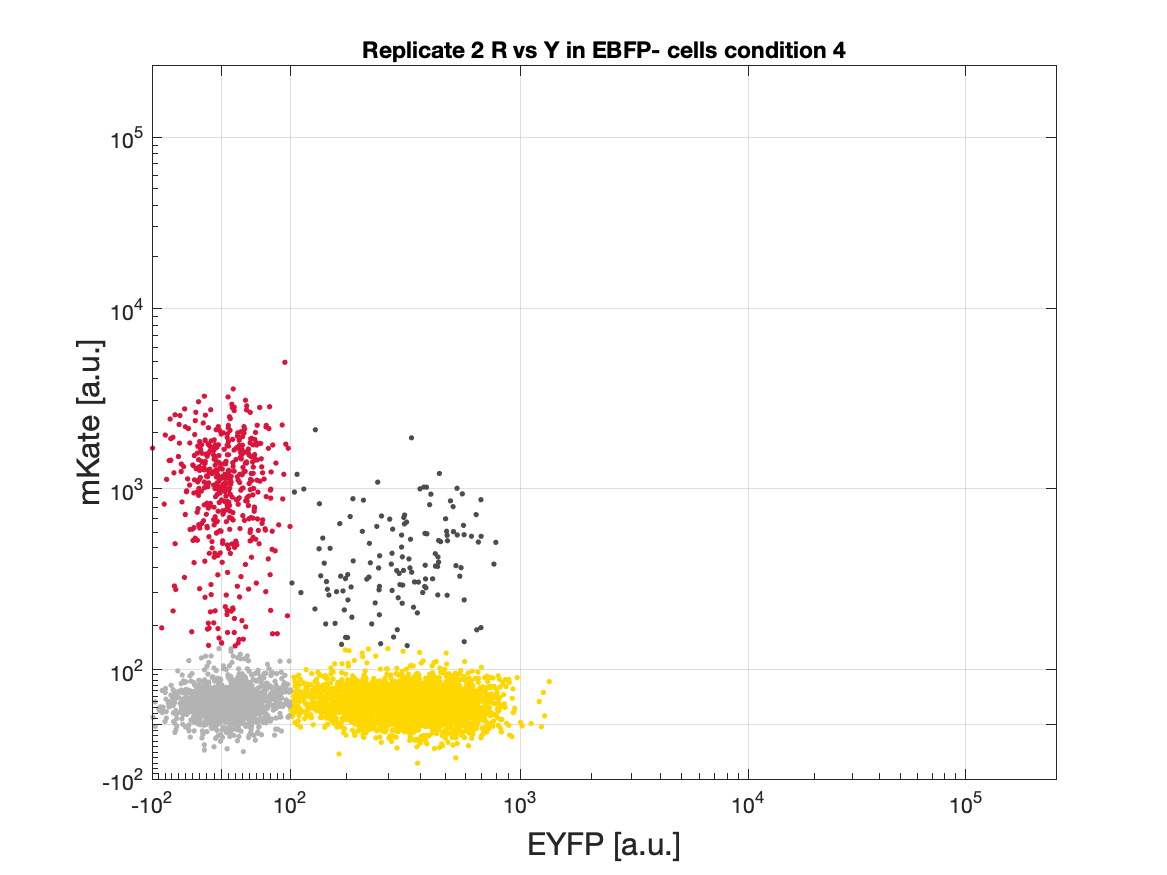 Replicate 2 R vs Y in EBFP- cells condition 4
10^5
10^4
10^3
10^2
-10^2
mKate [a.u.]
-10^2 10^2 10^3 10^4 10^5
EYFP [a.u.]